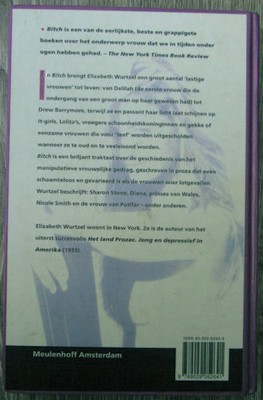 • Bitch is een van de eerlijkste, beste en grappigste
boeken over het onderwerp vrouw dat we in tijden onder
ogen hebben gehad. – The New York Times Book Review
In Bitch brengt Elizabeth Wurtzel een groot aantal 'lastige
vrouwen' tot leven: van Delilah (de eerste vrouw die de
ondergang van een groot man op haar geweten had) tot
Drew Barrymore, terwijl ze en passant haar licht laat schijnen op
it-girls, Lolita's, vroegere schoonheidskoninginnen en gekke of
eenzame vrouwen die voor 'teef' worden uitgescholden
wanneer ze te oud en te veeleisend worden.
Bitch is een briljant traktaat over de geschiedenis van het
manipulatieve vrouwelijke gedrag, geschreven in proza dat even
schaamteloos en gevarieerd is als de vrouwen wier lotgevallen
Wurtzel beschrijft: Sharon Stone, Diana, prinses van Wales,
Nicole Smith en de vrouw van Potifar – onder anderen.
Elizabeth Wurtzel woont in New York. Ze is de auteur van het
uiterst succesvolle Het land Prozac. Jong en depressief in
Amerika (1995).
Meulenhoff Amsterdam